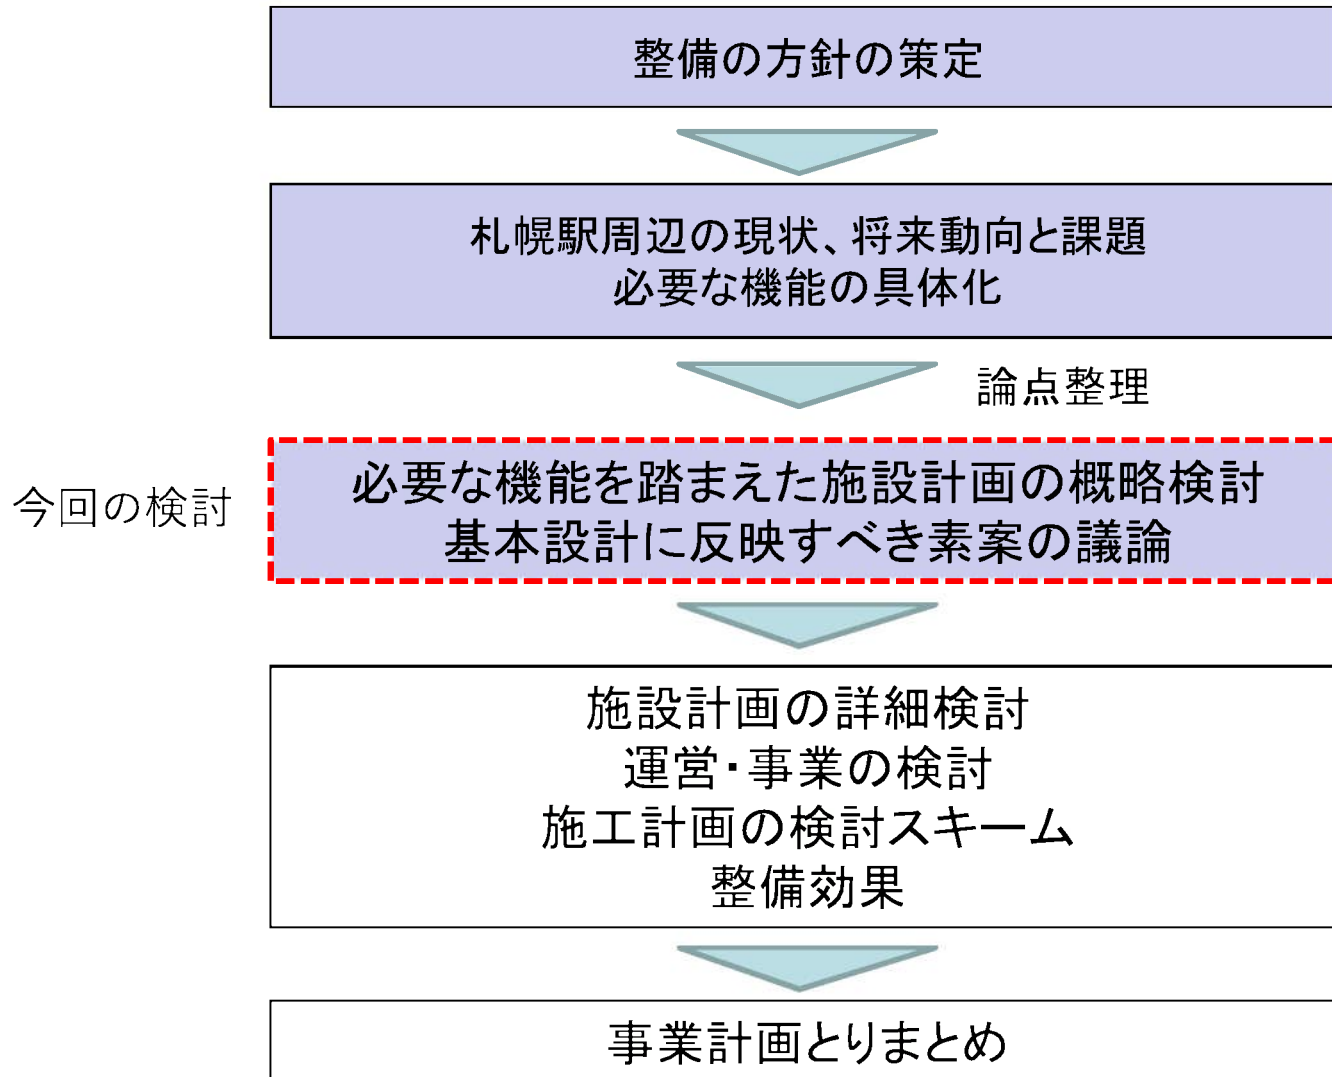 整備の方針の策定
札幌駅周辺の現状、将来動向と課題
必要な機能の具体化
論点整理
今回の検討
必要な機能を踏まえた施設計画の概略検討
基本設計に反映すべき素案の議論
施設計画の詳細検討
運営・事業の検討
施工計画の検討スキーム
整備効果
事業計画とりまとめ